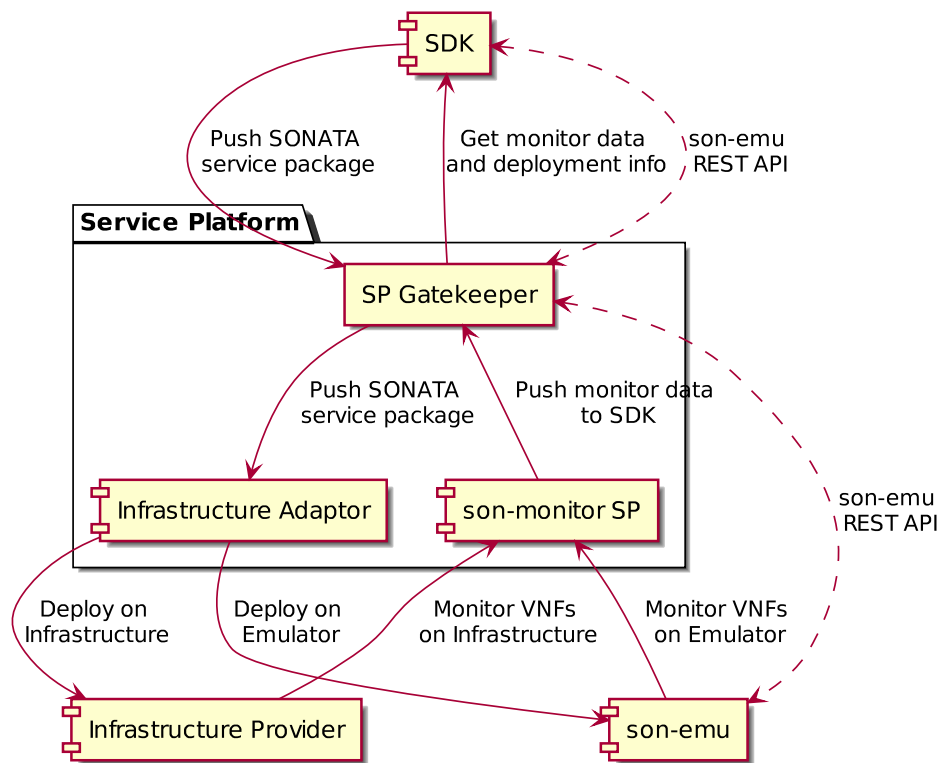 SDK
Push SONATA
service package
Get monitor data
and deployment info
son-emu
REST API
Service Platform
SP Gatekeeper
Push SONATA
service package
Push monitor data
to SDK
son-emu
REST API
Infrastructure Adaptor
son-monitor SP
Deploy on
Infrastructure
Deploy on
Emulator
Monitor VNFs
on Infrastructure
Monitor VNFs
on Emulator
Infrastructure Provider
son-emu